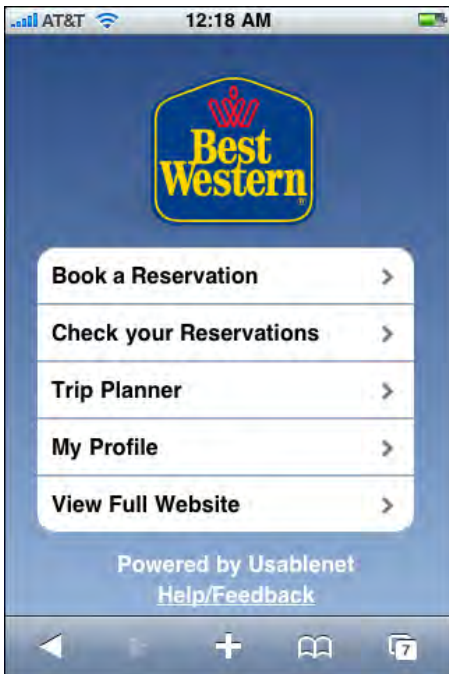 AT&T 12:18 AM
Best
Western
®
Book a Reservation
Check your Reservations
Trip Planner
My Profile
View Full Website
Powered by Usablenet
Help/Feedback
7